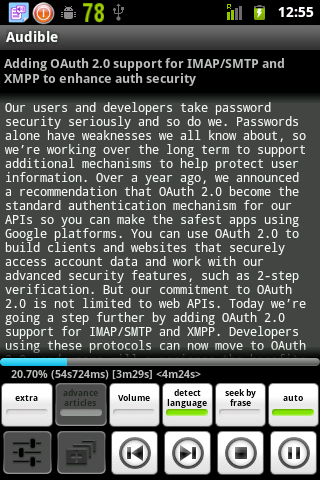 78
12:55
Audible
Adding OAuth 2.0 support for IMAP/SMTP and
XMPP to enhance auth security
Our users and developers take password
security seriously and so do we. Passwords
alone have weaknesses we all know about, so
we're working over the long term to support
additional mechanisms to help protect user
information. Over a year ago, we announced
a recommendation that OAuth 2.0 become the
standard authentication mechanism for our
APIs so you can make the safest apps using
Google platforms. You can use OAuth 2.0 to
build clients and websites that securely
access account data and work with our
advanced security features, such as 2-step
verification. But our commitment to OAuth
2.0 is not limited to web APIs. Today we're
going a step further by adding OAuth 2.0
support for IMAP/SMTP and XMPP. Developers
using these protocols can now move to OAuth
20.70% (54s724ms) [3m29s] <4m24s>
extra
advance
articles
Volume
detect
language
seek by
frase
auto